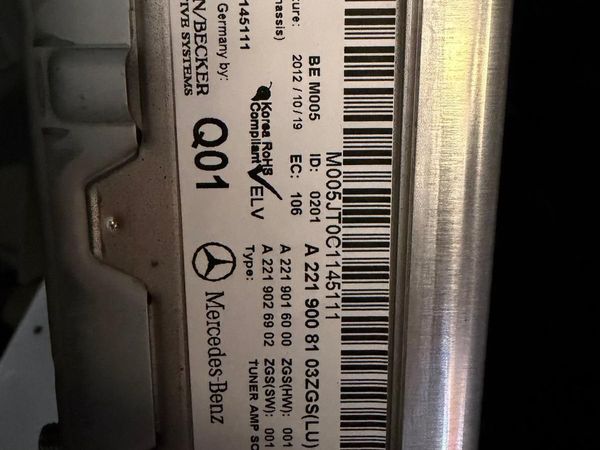 M005JT0C1145111
BE M005 ID: 0201 A 221 900 81 03ZGS(LU)
2012/10/19 EC: 106 A 221 901 60 00 ZGS(HW): 001
A 221 902 69 02 ZGS(SW): 001
Type: TUNER AMP SC
Korea RoHS
Compliant
ELV
145111
Germany by:
N/BECKER
TIVE SYSTEMS
Q01
Mercedes-Benz